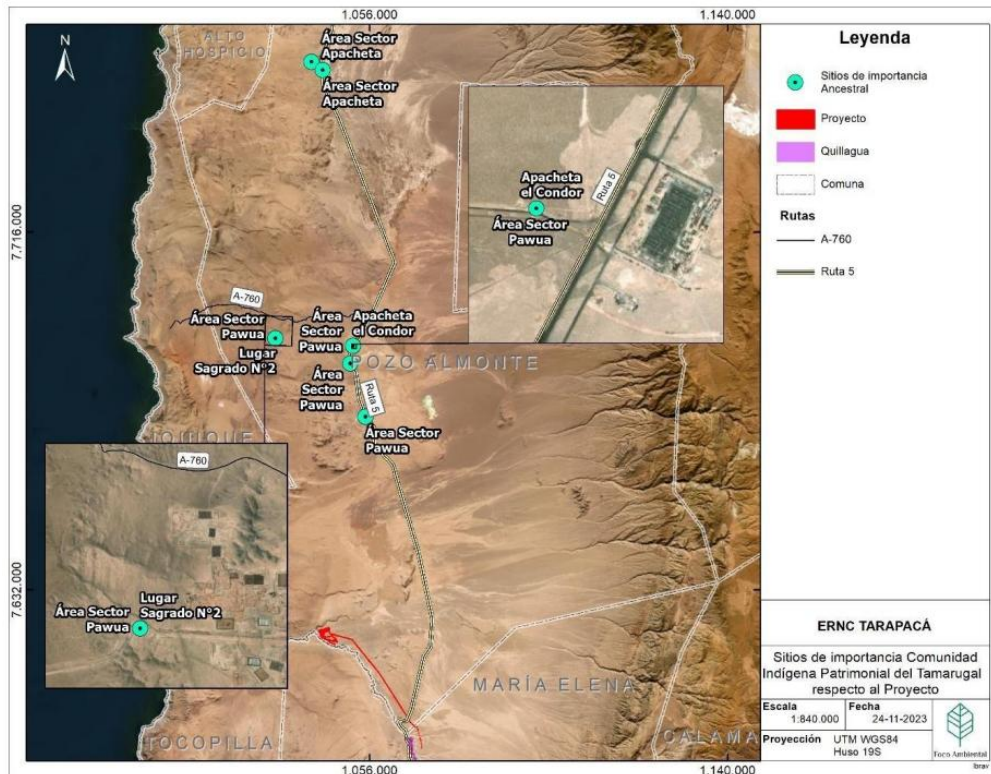 1.056.000
1.140.000
N
ALTO
HOSPICIO
Área Sector
Apacheta
Área Sector
Apacheta
7.716.000
A-760
Área Sector
Pawua
Lugar
Sagrado N°2
Área
Sector
Pawua
Apacheta
el Condor
POZO ALMONTE
Área
Sector
Pawua
Ruta 5
Área Sector
Pawua
IQUIQUE
Apacheta
el Condor
Área Sector
Pawua
Ruta 5
A-760
Lugar
Sagrado N°2
Área Sector
Pawua
7.632.000
MARÍA ELENA
TOCOPILLA
CALAMA
1.056.000
1.140.000
Leyenda
Sitios de importancia
Ancestral
Proyecto
Quillagua
Comuna
Rutas
A-760
Ruta 5
ERNC TARAPACÁ
Sitios de importancia Comunidad
Indígena Patrimonial del Tamarugal
respecto al Proyecto
Escala
1:840.000
Fecha
24-11-2023
Proyección UTM WGS84
Huso 19S
Foco Ambiental
lbrav